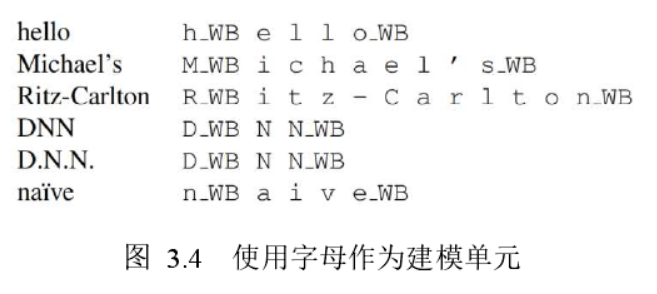 hello h_WB e l l o_WB
Michael's M_WB i c h a e l ' s_WB
Ritz-Carlton R_WB i t z - C a r l t o n_WB
DNN D_WB N N_WB
D.N.N. D_WB N N_WB
naïve n_WB a i v e_WB
图 3.4 使用字母作为建模单元